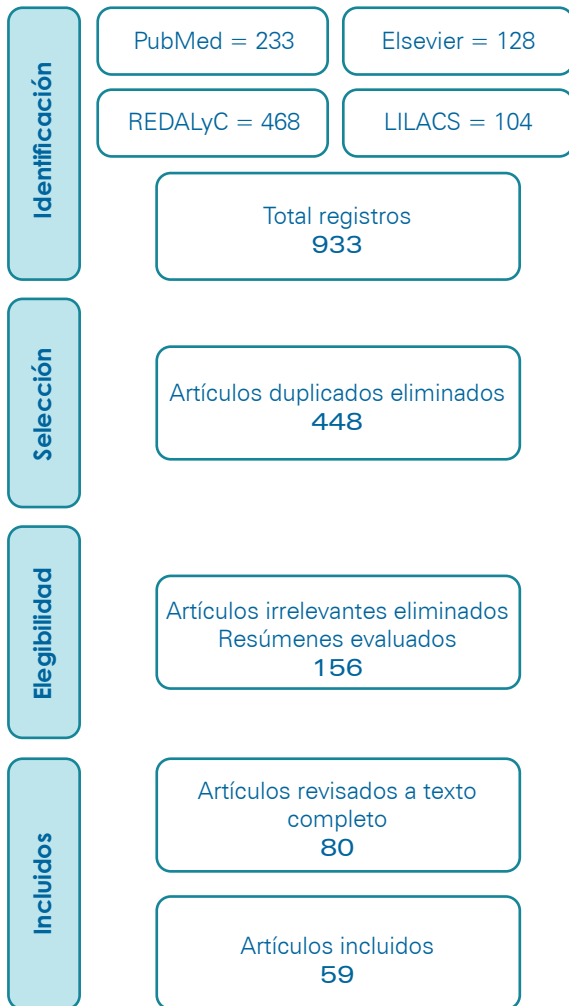 Identificación
PubMed = 233
Elsevier = 128
REDALyC = 468
LILACS = 104
Total registros
933
Selección
Artículos duplicados eliminados
448
Elegibilidad
Artículos irrelevantes eliminados
Resúmenes evaluados
156
Incluidos
Artículos revisados a texto
completo
80
Artículos incluidos
59